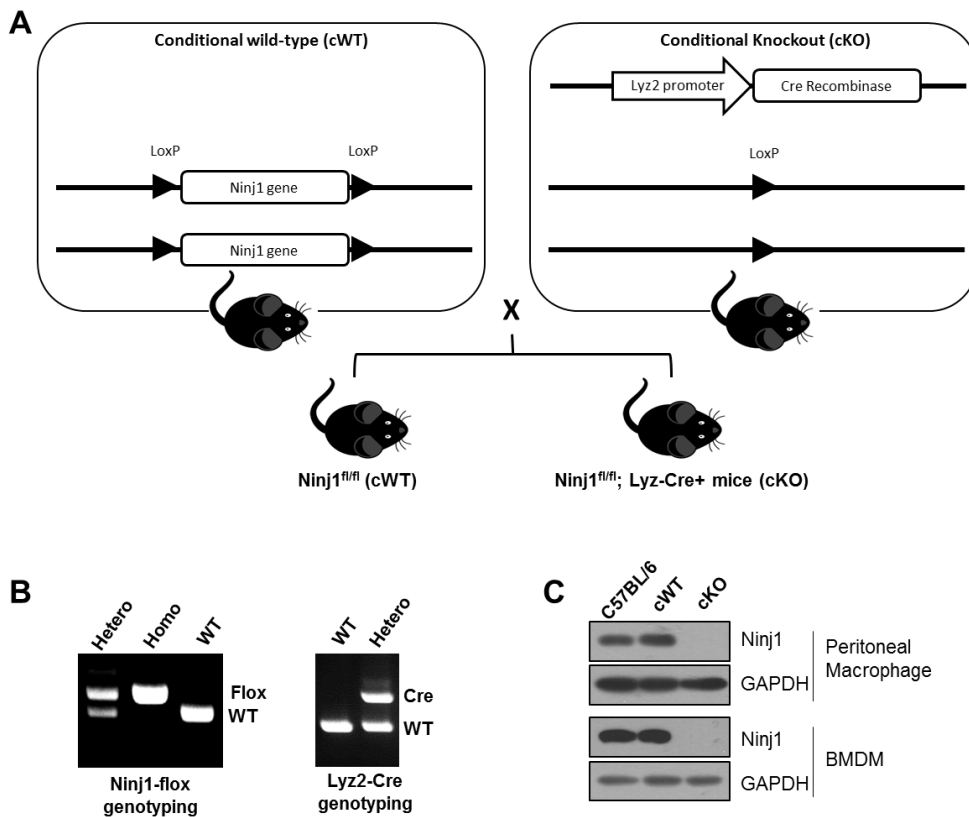 A
Conditional wild-type (cWT)
LoxP
LoxP
Ninj1 gene
Ninj1 gene
Conditional Knockout (cKO)
Lyz2 promoter
Cre Recombinase
LoxP
X
Ninj1fl/fl (cWT)
Ninj1fl/fl; Lyz-Cre+ mice (cKO)
B
Hetero
Homo
WT
Flox
WT
Ninj1-flox
genotyping
WT
Hetero
Cre
WT
Lyz2-Cre
genotyping
C
C57BL/6
cWT
cKO
Ninj1
GAPDH
Peritoneal
Macrophage
Ninj1
GAPDH
BMDM